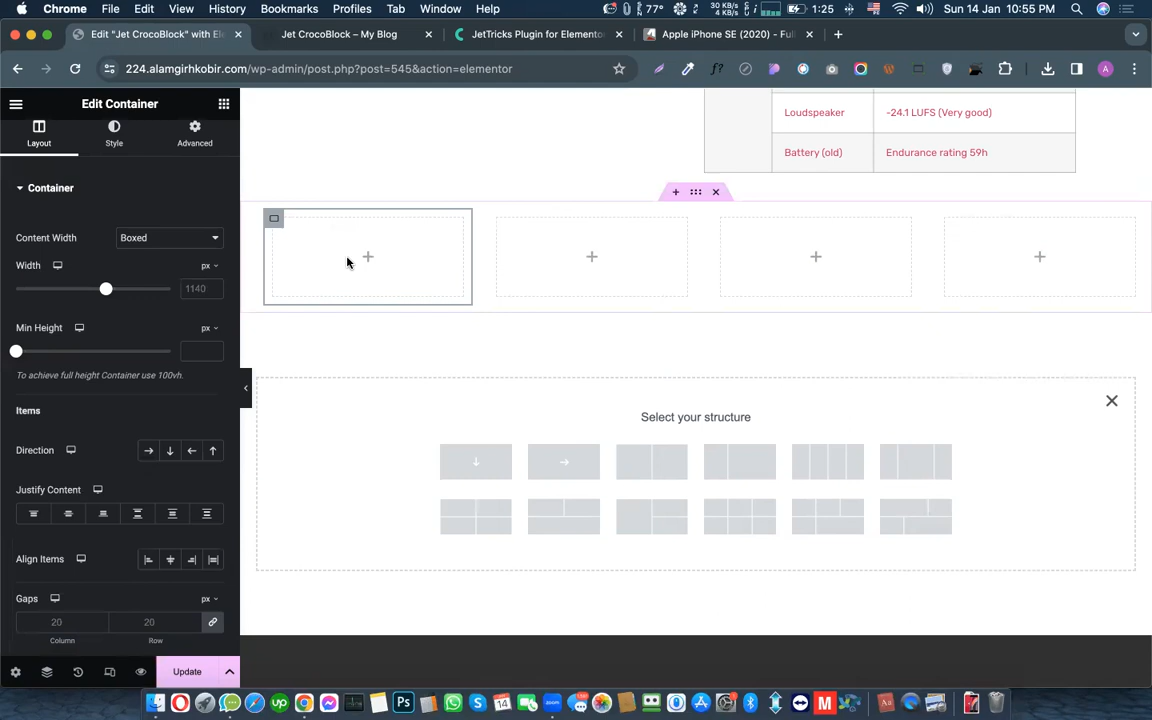 Chrome File Edit View History Bookmarks Profiles Tab Window Help 77° 30 KB/s 4 KB/s 1:25 Sun 14 Jan 10:55 PM
Edit "Jet CrocoBlock" with Ele Jet CrocoBlock – My Blog JetTricks Plugin for Elemento Apple iPhone SE (2020) - Full
224.alamgirhkobir.com/wp-admin/post.php?post=545&action=elementor
Edit Container
Layout Style Advanced
Container
Content Width Boxed
Width px
1140
Min Height px
To achieve full height Container use 100vh.
Items
Direction
Justify Content
Align Items
Gaps px
20 20
Column Row
Update
Loudspeaker -24.1 LUFS (Very good)
Battery (old) Endurance rating 59h
Select your structure